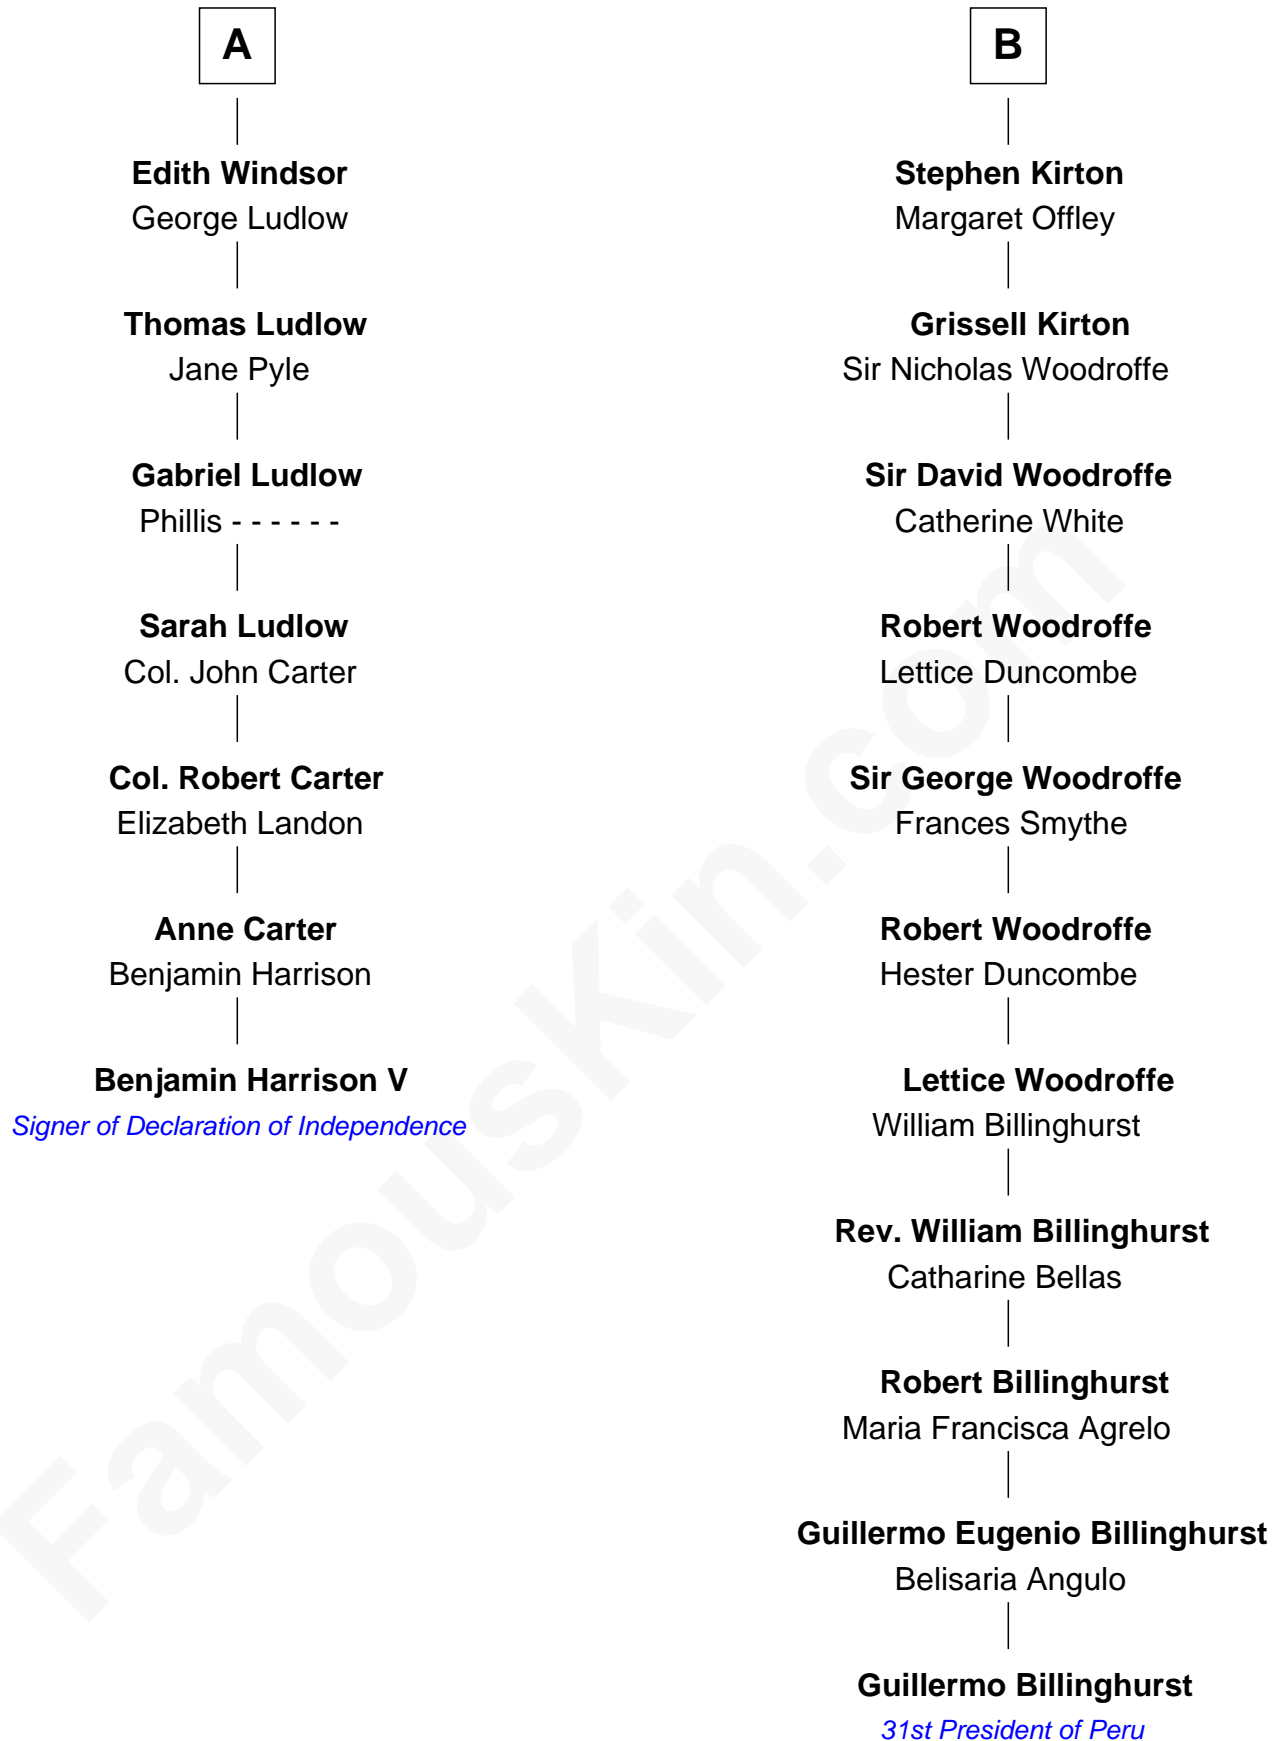 A
Edith Windsor
George Ludlow
Thomas Ludlow
Jane Pyle
Gabriel Ludlow
Phillis - - - - - -
Sarah Ludlow
Col. John Carter
Col. Robert Carter
Elizabeth Landon
Anne Carter
Benjamin Harrison
Benjamin Harrison V
Signer of Declaration of Independence
B
Stephen Kirton
Margaret Offley
Grissell Kirton
Sir Nicholas Woodroffe
Sir David Woodroffe
Catherine White
Robert Woodroffe
Lettice Duncombe
Sir George Woodroffe
Frances Smythe
Robert Woodroffe
Hester Duncombe
Lettice Woodroffe
William Billinghurst
Rev. William Billinghurst
Catharine Bellas
Robert Billinghurst
Maria Francisca Agrelo
Guillermo Eugenio Billinghurst
Belisaria Angulo
Guillermo Billinghurst
31st President of Peru
FamousKin.com